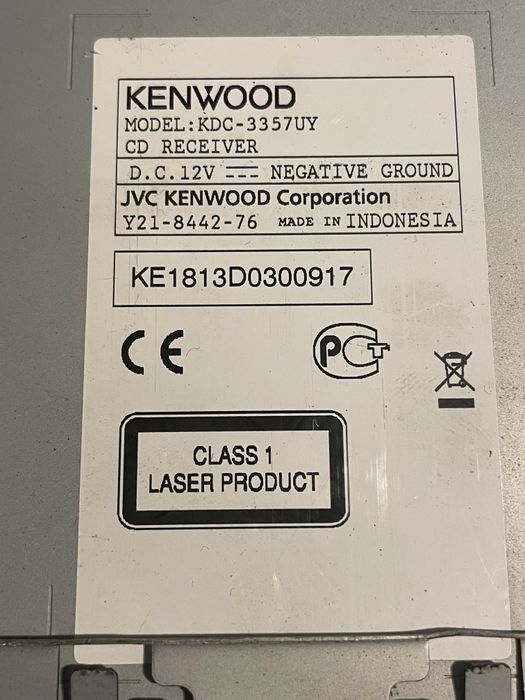 KENWOOD
MODEL:KDC-3357UY
CD RECEIVER
D.C.12V ⎓ NEGATIVE GROUND
JVC KENWOOD Corporation
Y21-8442-76 MADE IN INDONESIA
KE1813D0300917
CE PCT
CLASS 1
LASER PRODUCT